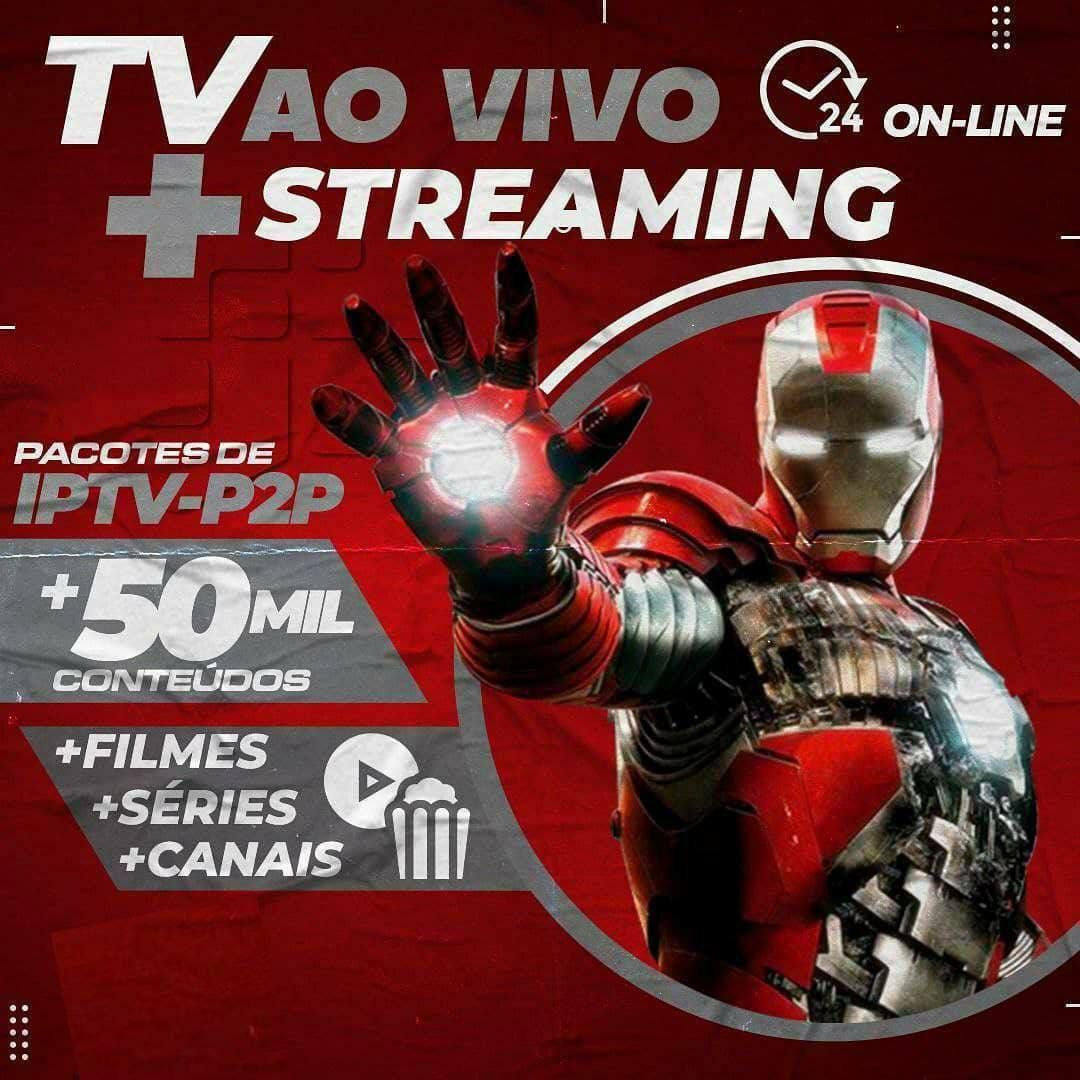 TV AO VIVO
24 ON-LINE
+ STREAMING
PACOTES DE
IPTV-P2P
+50 MIL
CONTEÚDOS
+FILMES
+SÉRIES
+CANAIS